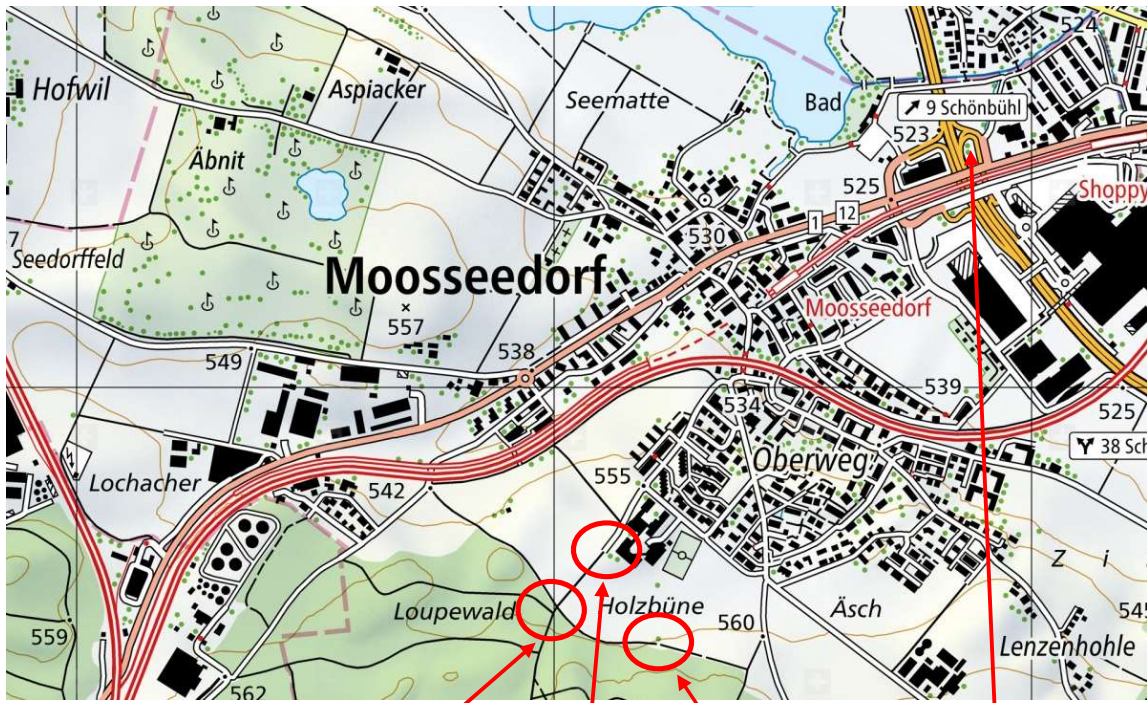 524
Hofwil
Aspiacker
Seematte
Bad
9 Schönbühl
523
Äbnit
525
Shoppy
1
12
530
7
Seedorffeld
Moosseedorf
Moosseedorf
557
549
538
539
534
525
38 Sch
Oberweg
555
Lochacher
542
Z i
Loupewald
Holzbüne
Äsch
545
560
559
Lenzenhohle
562